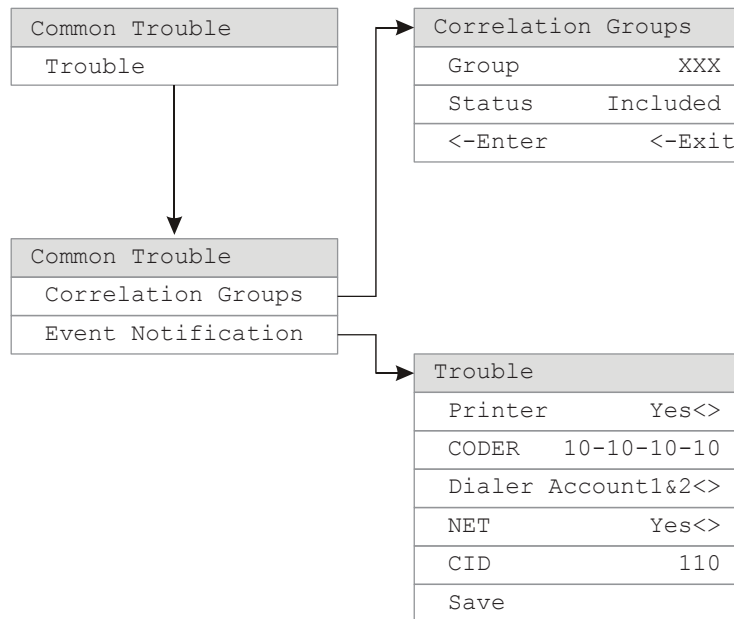 Common Trouble
Trouble
Correlation Groups
Group XXX
Status Included
<-Enter <-Exit
Common Trouble
Correlation Groups
Event Notification
Trouble
Printer Yes<>
CODER 10-10-10-10
Dialer Account1&2<>
NET Yes<>
CID 110
Save